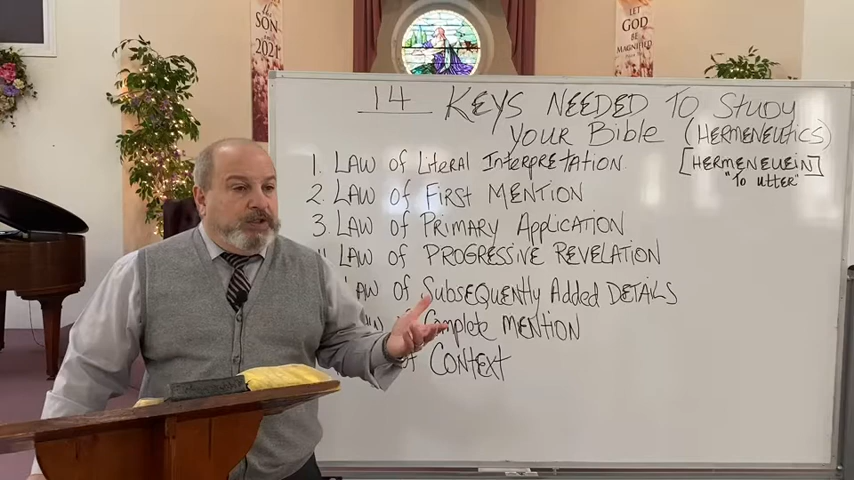 14 KEYS NEEDED TO STUDY
YOUR BIBLE (HERMENEUTICS)
[HERMENEUEIN]
"TO UTTER"
1. LAW OF LITERAL INTERPRETATION
2. LAW OF FIRST MENTION
3. LAW OF PRIMARY APPLICATION
LAW OF PROGRESSIVE REVELATION
LAW OF SUBSEQUENTLY ADDED DETAILS
COMPLETE MENTION
CONTEXT
SON
2021
LET
GOD
BE
MAGNIFIED